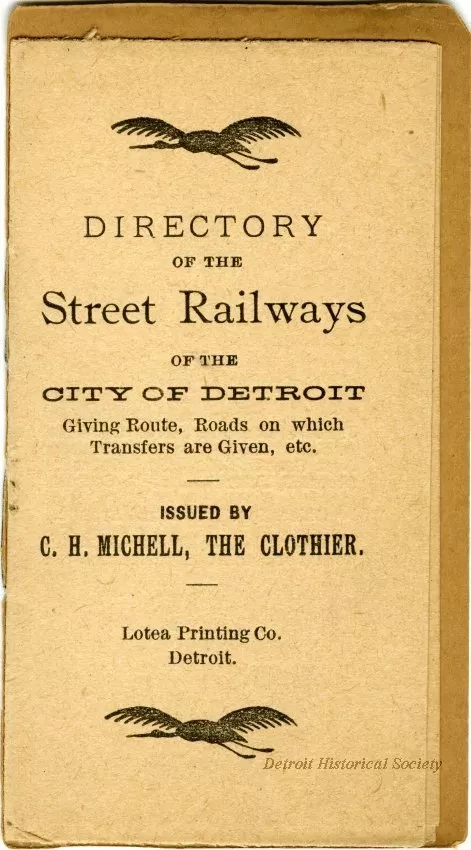 DIRECTORY
OF THE
Street Railways
OF THE
CITY OF DETROIT
Giving Route, Roads on which
Transfers are Given, etc.
ISSUED BY
C. H. MICHELL, THE CLOTHIER.
Lotea Printing Co.
Detroit.
Detroit Historical Society